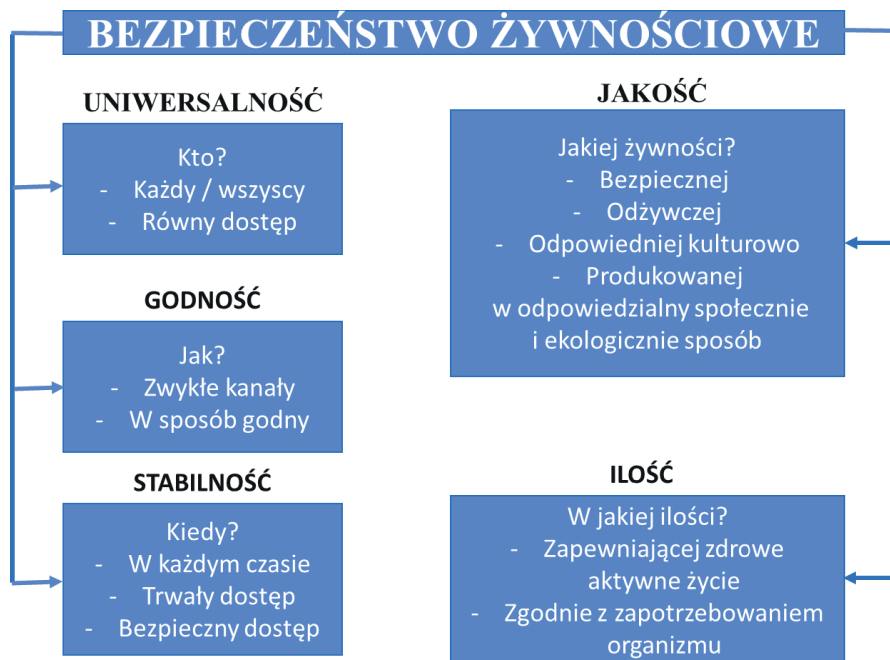 BEZPIECZEŃSTWO ŻYWNOŚCIOWE
UNIWERSALNOŚĆ
Kto?
- Każdy / wszyscy
- Równy dostęp
GODNOŚĆ
Jak?
- Zwykłe kanały
- W sposób godny
STABILNOŚĆ
Kiedy?
- W każdym czasie
- Trwały dostęp
- Bezpieczny dostęp
JAKOŚĆ
Jakiej żywności?
- Bezpiecznej
- Odżywczej
- Odpowiedniej kulturowo
- Produkowanej
w odpowiedzialny społecznie
i ekologicznie sposób
ILOŚĆ
W jakiej ilości?
- Zapewniającej zdrowe
aktywne życie
- Zgodnie z zapotrzebowaniem
organizmu